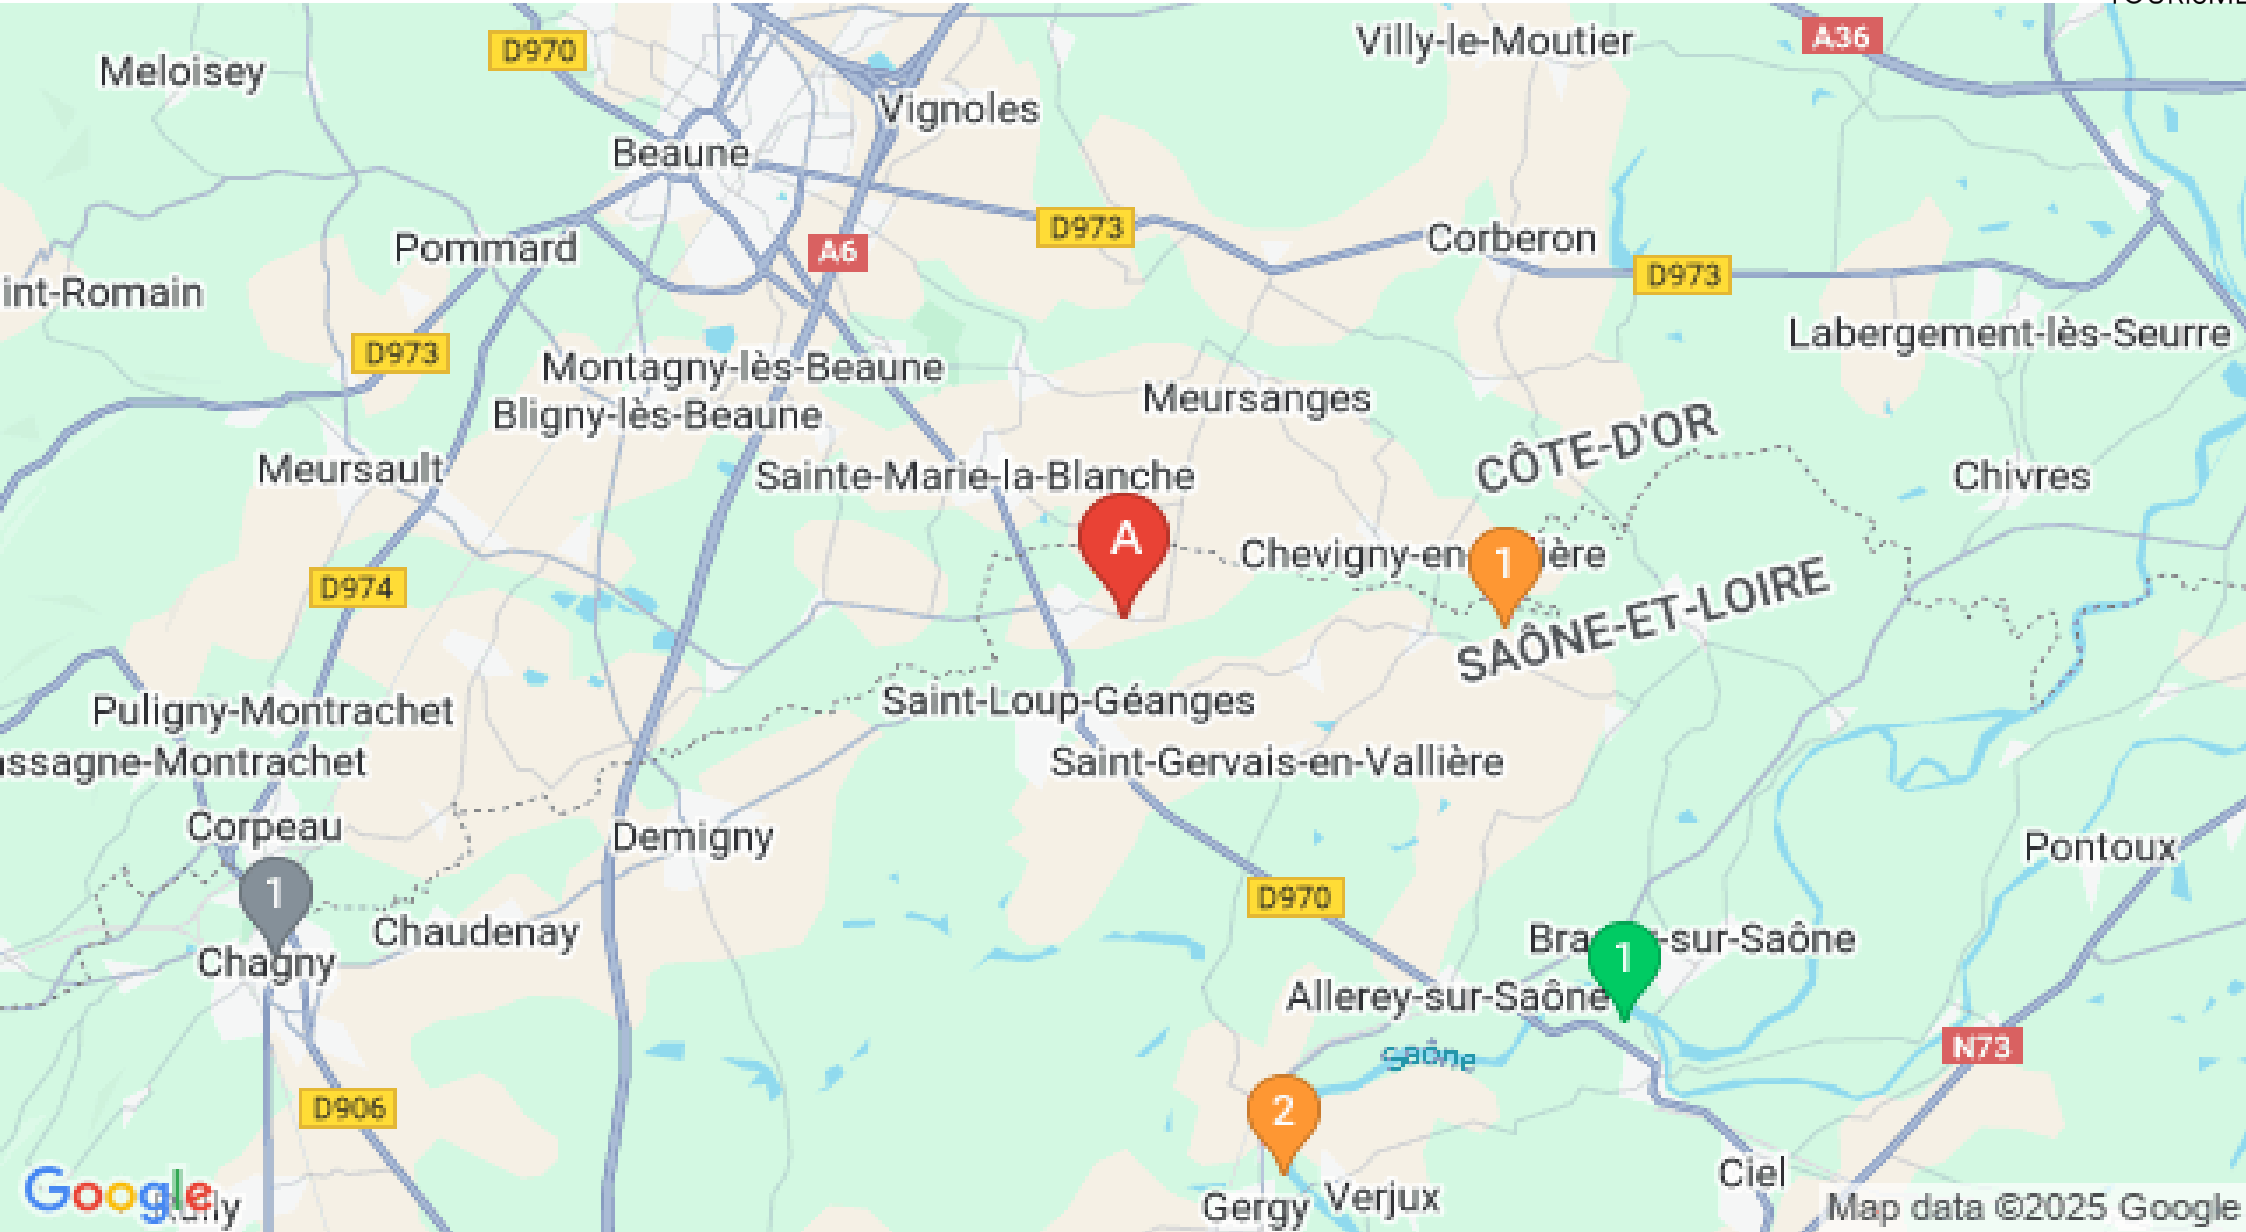 TOURISME
Villy-le-Moutier
A36
D970
Meloisey
Vignoles
Beaune
D973
Corberon
Pommard
A6
D973
int-Romain
Labergement-lès-Seurre
D973
Montagny-lès-Beaune
Meursanges
Bligny-lès-Beaune
CÔTE-D'OR
Meursault
Sainte-Marie-la-Blanche
Chivres
A
Chevigny-en
ière
1
D974
SAÔNE-ET-LOIRE
Puligny-Montrachet
Saint-Loup-Géanges
assagne-Montrachet
Saint-Gervais-en-Vallière
Corpeau
Demigny
Pontoux
1
D970
Chaudenay
Bra
-sur-Saône
1
Chagny
Allerey-sur-Saône
Saône
N73
D906
2
Ciel
Google
lly
Gergy
Verjux
Map data ©2025 Google